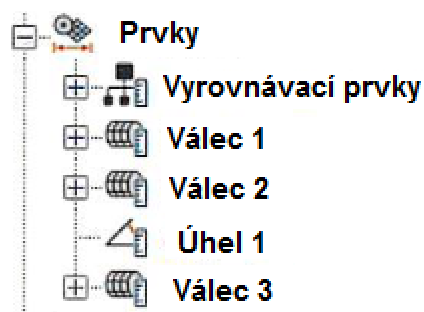 Prvky
Vyrovnávací prvky
Válec 1
Válec 2
Úhel 1
Válec 3